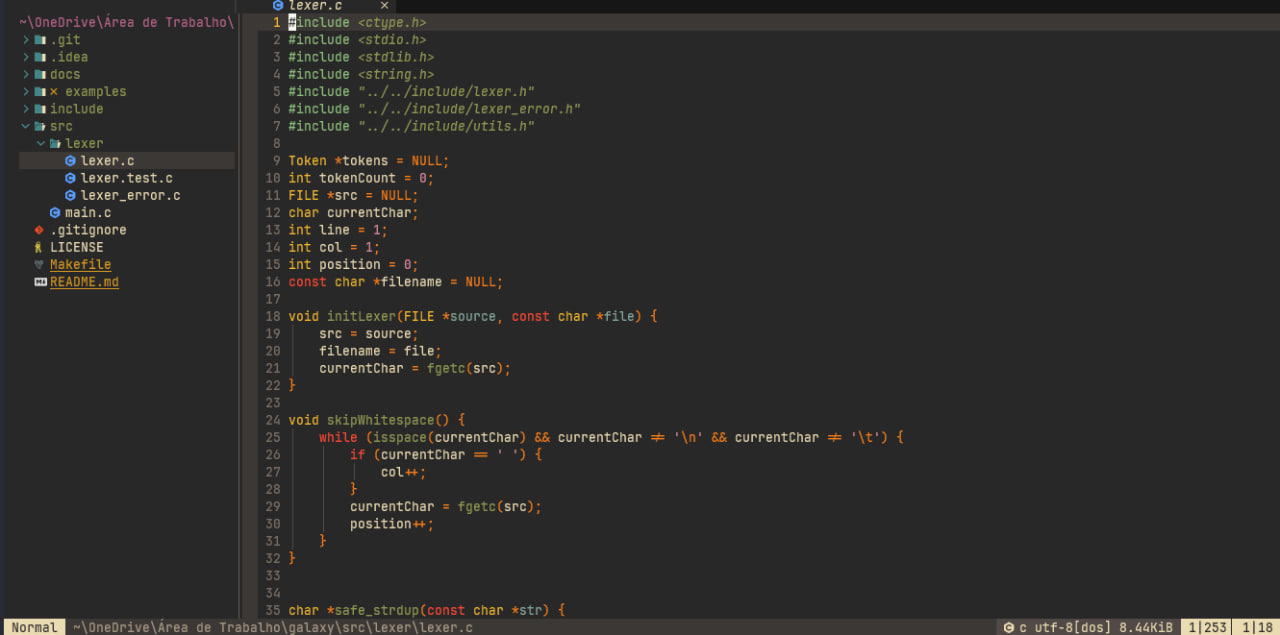 lexer.c ×
~\OneDrive\Área de Trabalho\
.git
.idea
docs
× examples
include
src
lexer
lexer.c
lexer.test.c
lexer_error.c
main.c
.gitignore
LICENSE
Makefile
README.md
1 #include <ctype.h>
2 #include <stdio.h>
3 #include <stdlib.h>
4 #include <string.h>
5 #include "../../include/lexer.h"
6 #include "../../include/lexer_error.h"
7 #include "../../include/utils.h"
8
9 Token *tokens = NULL;
10 int tokenCount = 0;
11 FILE *src = NULL;
12 char currentChar;
13 int line = 1;
14 int col = 1;
15 int position = 0;
16 const char *filename = NULL;
17
18 void initLexer(FILE *source, const char *file) {
19     src = source;
20     filename = file;
21     currentChar = fgetc(src);
22 }
23
24 void skipWhitespace() {
25     while (isspace(currentChar) && currentChar != '\n' && currentChar != '\t') {
26         if (currentChar == ' ') {
27             col++;
28         }
29         currentChar = fgetc(src);
30         position++;
31     }
32 }
33
34
35 char *safe_strdup(const char *str) {
Normal ~\OneDrive\Área de Trabalho\galaxy\src\lexer\lexer.c c utf-8[dos] 8.44KiB 1|253 1|18